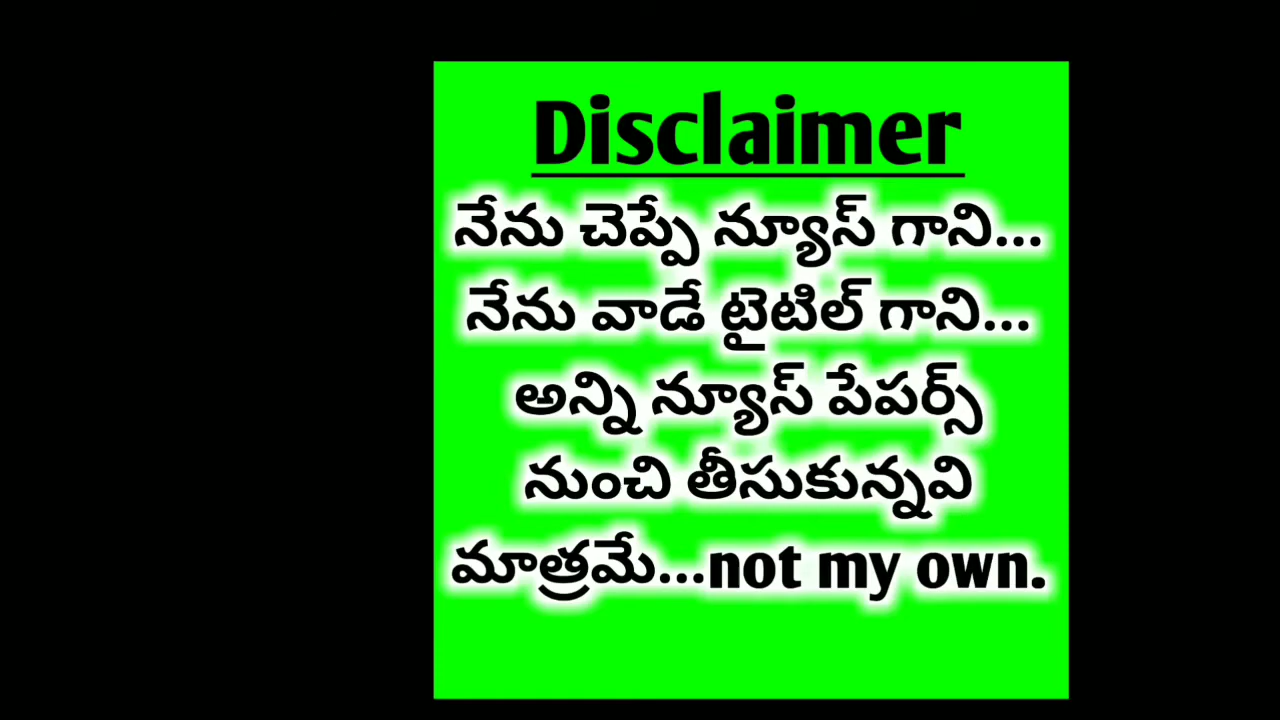 Disclaimer
నేను చెప్పే న్యూస్ గాని...
నేను వాడే టైటిల్ గాని...
అన్ని న్యూస్ పేపర్స్
నుంచి తీసుకున్నవి
మాత్రమే...not my own.